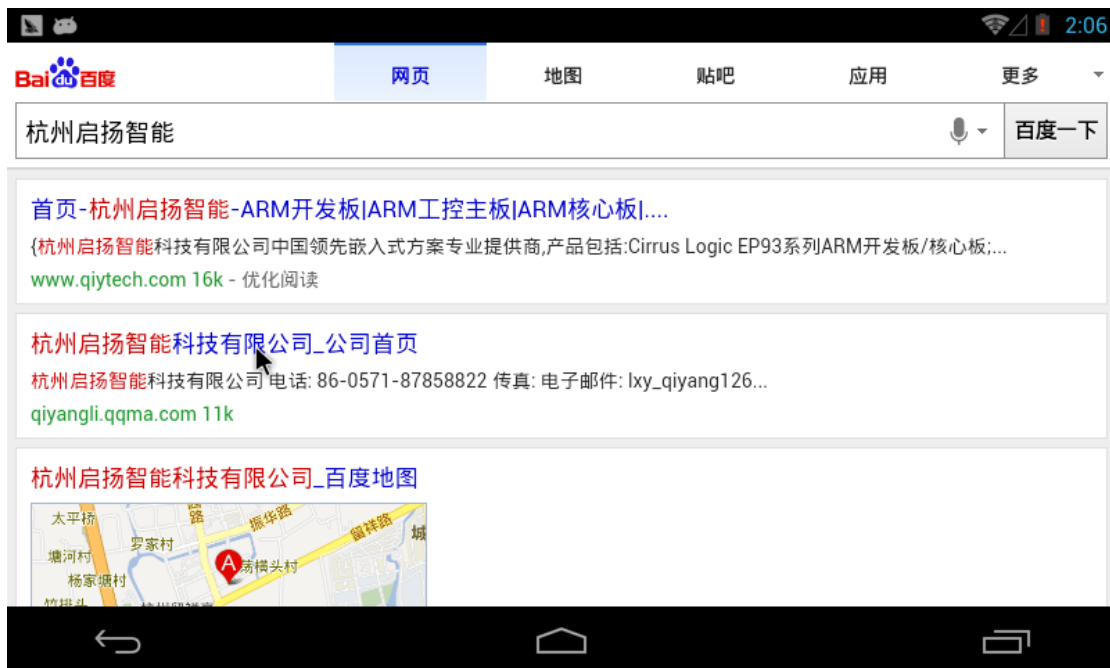 2:06
Bai du 百度 网页 地图 贴吧 应用 更多
杭州启扬智能 百度一下
首页-杭州启扬智能-ARM开发板|ARM工控主板|ARM核心板|....
{杭州启扬智能科技有限公司中国领先嵌入式方案专业提供商,产品包括:Cirrus Logic EP93系列ARM开发板/核心板;...
www.qiytech.com 16k - 优化阅读
杭州启扬智能科技有限公司_公司首页
杭州启扬智能科技有限公司 电话: 86-0571-87858822 传真: 电子邮件: lxy_qiyang126...
qiyangli.qqma.com 11k
杭州启扬智能科技有限公司_百度地图
太平桥 路 振华路 留祥路 城
塘河村 罗家村
A 荡横头村
杨家塘村